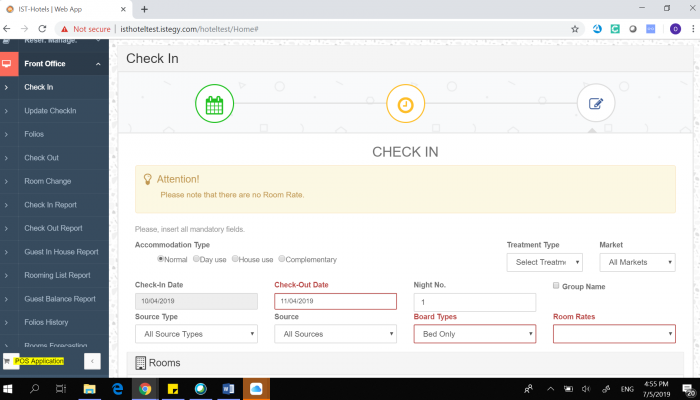 IST-Hotels | Web App
Not secure | isthoteltest.istegy.com/hoteltest/Home#
Reser. Manage.
Front Office
Check In
Update CheckIn
Folios
Check Out
Room Change
Check In Report
Check Out Report
Guest In House Report
Rooming List Report
Guest Balance Report
Folios History
Rooms Forecasting
POS Application
Check In
CHECK IN
Attention!
Please note that there are no Room Rate.
Please, insert all mandatory fields.
Accommodation Type
Normal Day use House use Complementary
Treatment Type
Select Treatme
Market
All Markets
Check-In Date
10/04/2019
Check-Out Date
11/04/2019
Night No.
1
Group Name
Source Type
All Source Types
Source
All Sources
Board Types
Bed Only
Room Rates
Rooms
ENG
4:55 PM
7/5/2019
20